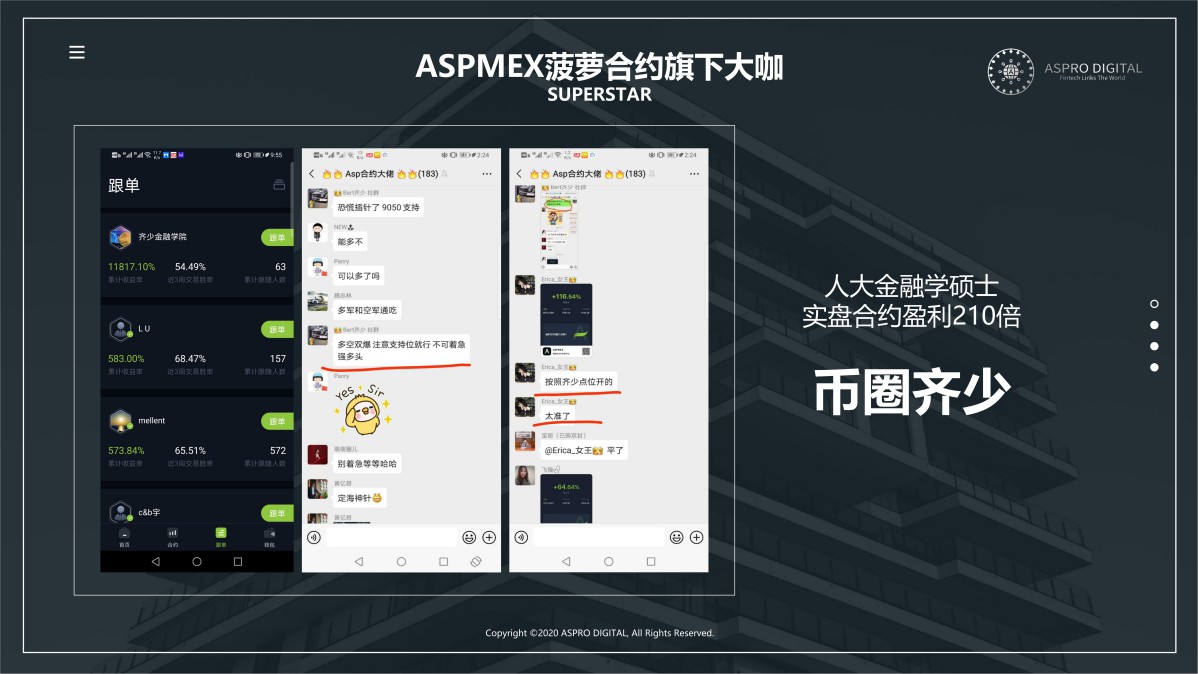 ASPMEX菠萝合约旗下大咖
SUPERSTAR
ASPRO DIGITAL
Fintech Links The World
9:55
跟单
齐少金融学院
跟单
11817.10%
54.49%
63
累计收益率
近3周交易胜率
累计跟随人数
L U
跟单
583.00%
68.47%
157
累计收益率
近3周交易胜率
累计跟随人数
mellent
跟单
573.84%
65.51%
572
累计收益率
近3周交易胜率
累计跟随人数
c&b宇
跟单
首页
合约
跟单
钱包
2:24
Asp合约大佬
(183)
Bert齐少 社群
恐慌插针了 9050 支持
NEW
能多不
Penry
可以多了吗
多军和空军通吃
Bert齐少 社群
多空双爆 注意支持位就行 不可着急
强多头
Penry
Yes Sir
别着急等等哈哈
黄亿哥
定海神针
黄亿哥
2:24
Asp合约大佬
(183)
Bert齐少 社群
Erica_女王
+116.64%
Erica_女王
按照齐少点位开的
Erica_女王
太准了
@Erica_女王 平了
+64.64%
人大金融学硕士
实盘合约盈利210倍
币圈齐少
Copyright ©2020 ASPRO DIGITAL, All Rights Reserved.